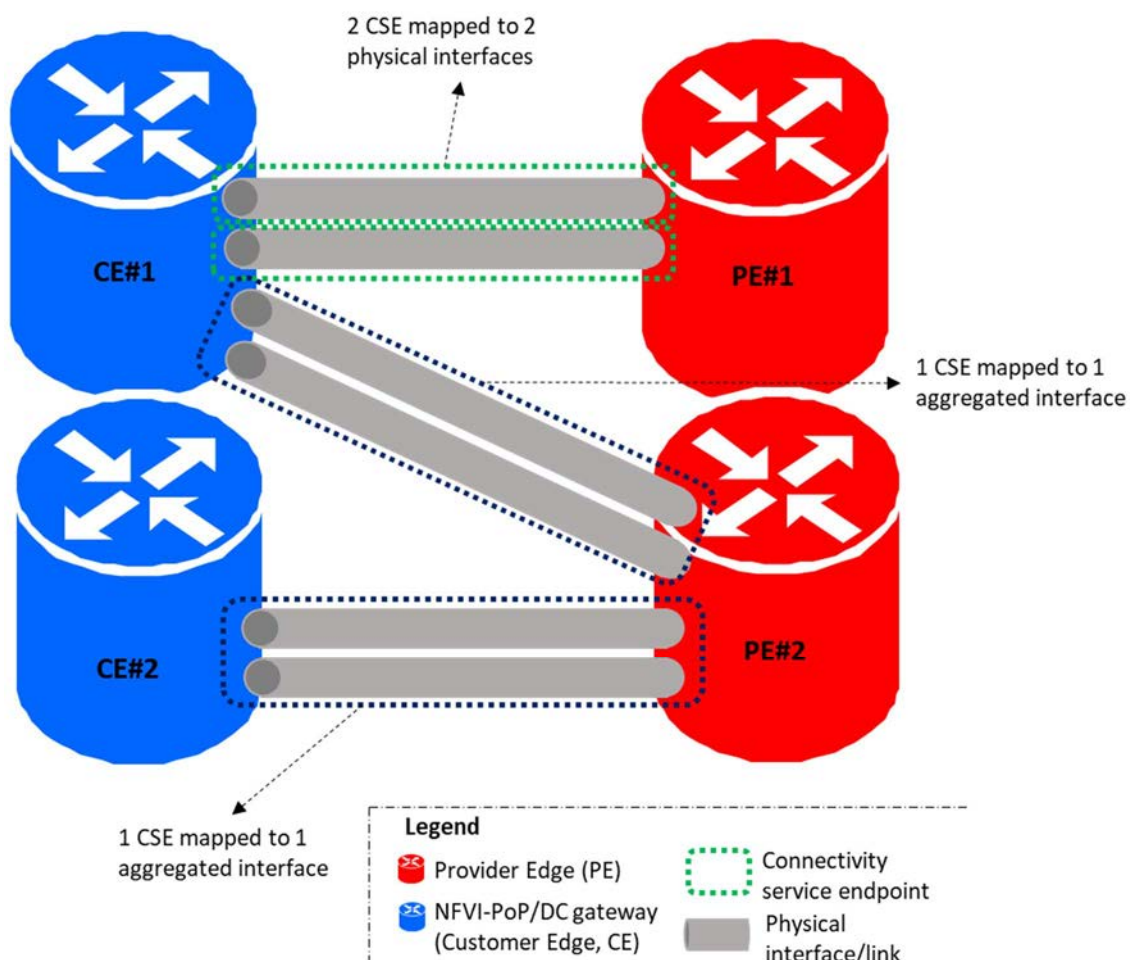 2 CSE mapped to 2
physical interfaces
CE#1
PE#1
1 CSE mapped to 1
aggregated interface
CE#2
PE#2
1 CSE mapped to 1
aggregated interface
Legend
Provider Edge (PE)
NFVI-PoP/DC gateway
(Customer Edge, CE)
Connectivity
service endpoint
Physical
interface/link